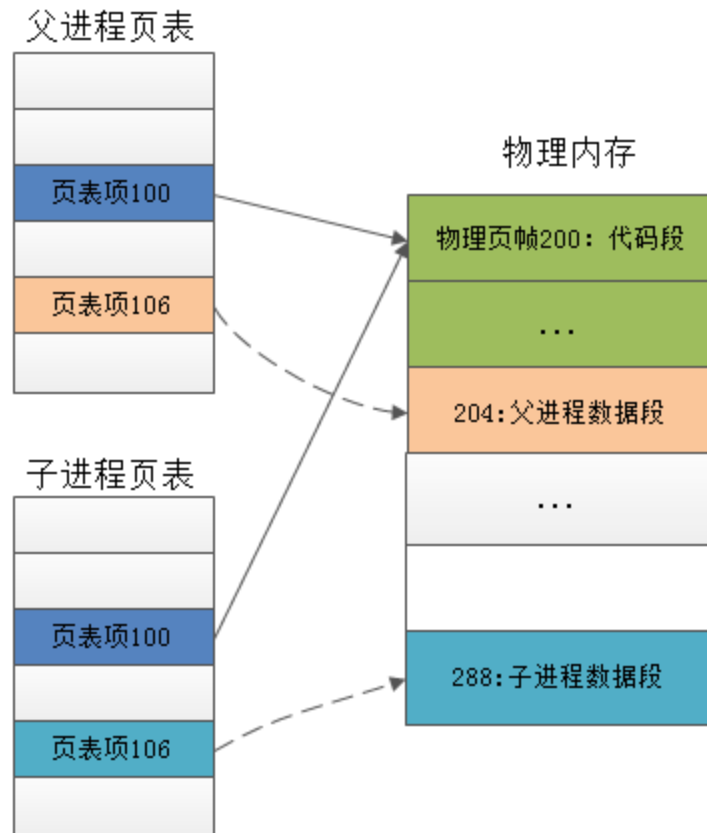 父进程页表
页表项100
页表项106
物理内存
物理页帧200: 代码段
...
204:父进程数据段
...
288:子进程数据段
子进程页表
页表项100
页表项106